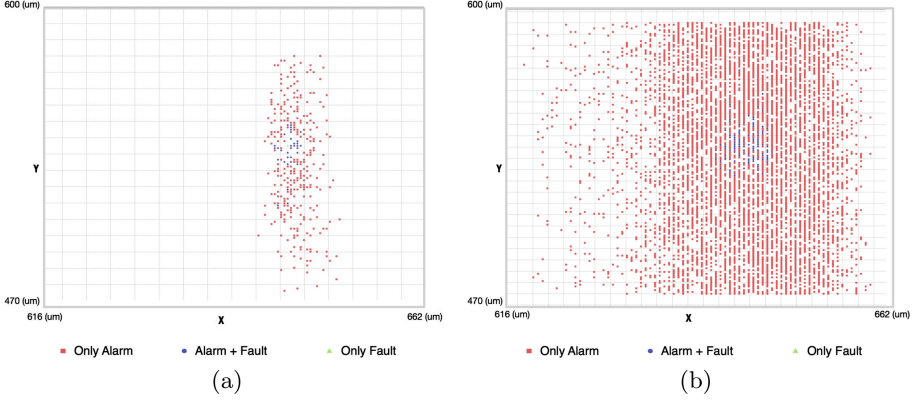 600 (um)
Y
470 (um)
616 (um)
X
662 (um)
Only Alarm
Alarm + Fault
Only Fault
(a)
600 (um)
Y
470 (um)
616 (um)
X
662 (um)
Only Alarm
Alarm + Fault
Only Fault
(b)